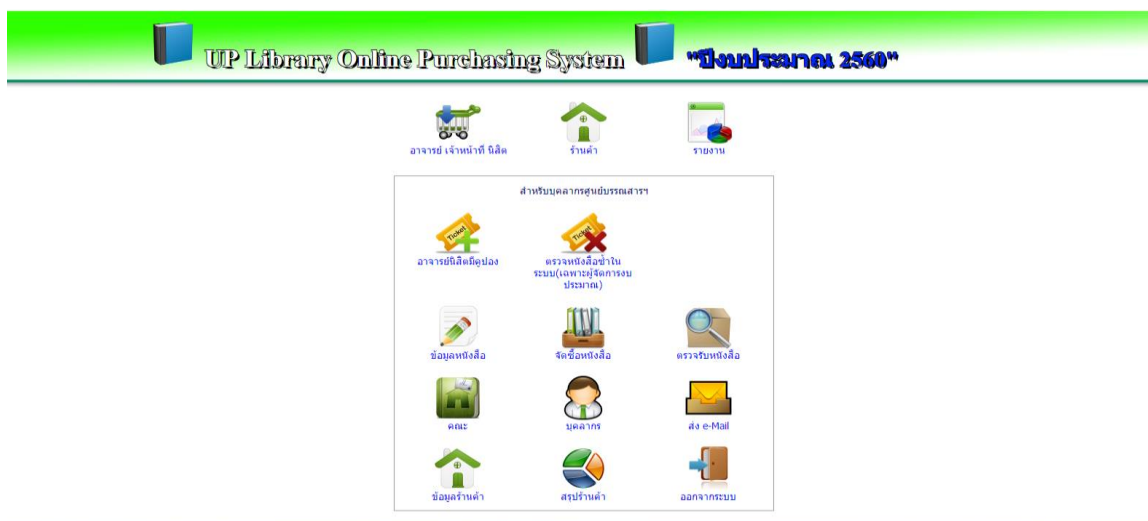 UP Library Online Purchasing System "ปีงบประมาณ 2560"
อาจารย์ เจ้าหน้าที่ นิสิต ร้านค้า รายงาน
สำหรับบุคลากรศูนย์บรรณสารฯ
Ticket Ticket
อาจารย์นิสิตมีคูปอง ตรวจหนังสือซ้ำใน
ระบบ(เฉพาะผู้จัดการงบ
ประมาณ)
ข้อมูลหนังสือ จัดซื้อหนังสือ ตรวจรับหนังสือ
คณะ บุคลากร ส่ง e-Mail
ข้อมูลร้านค้า สรุปร้านค้า ออกจากระบบ